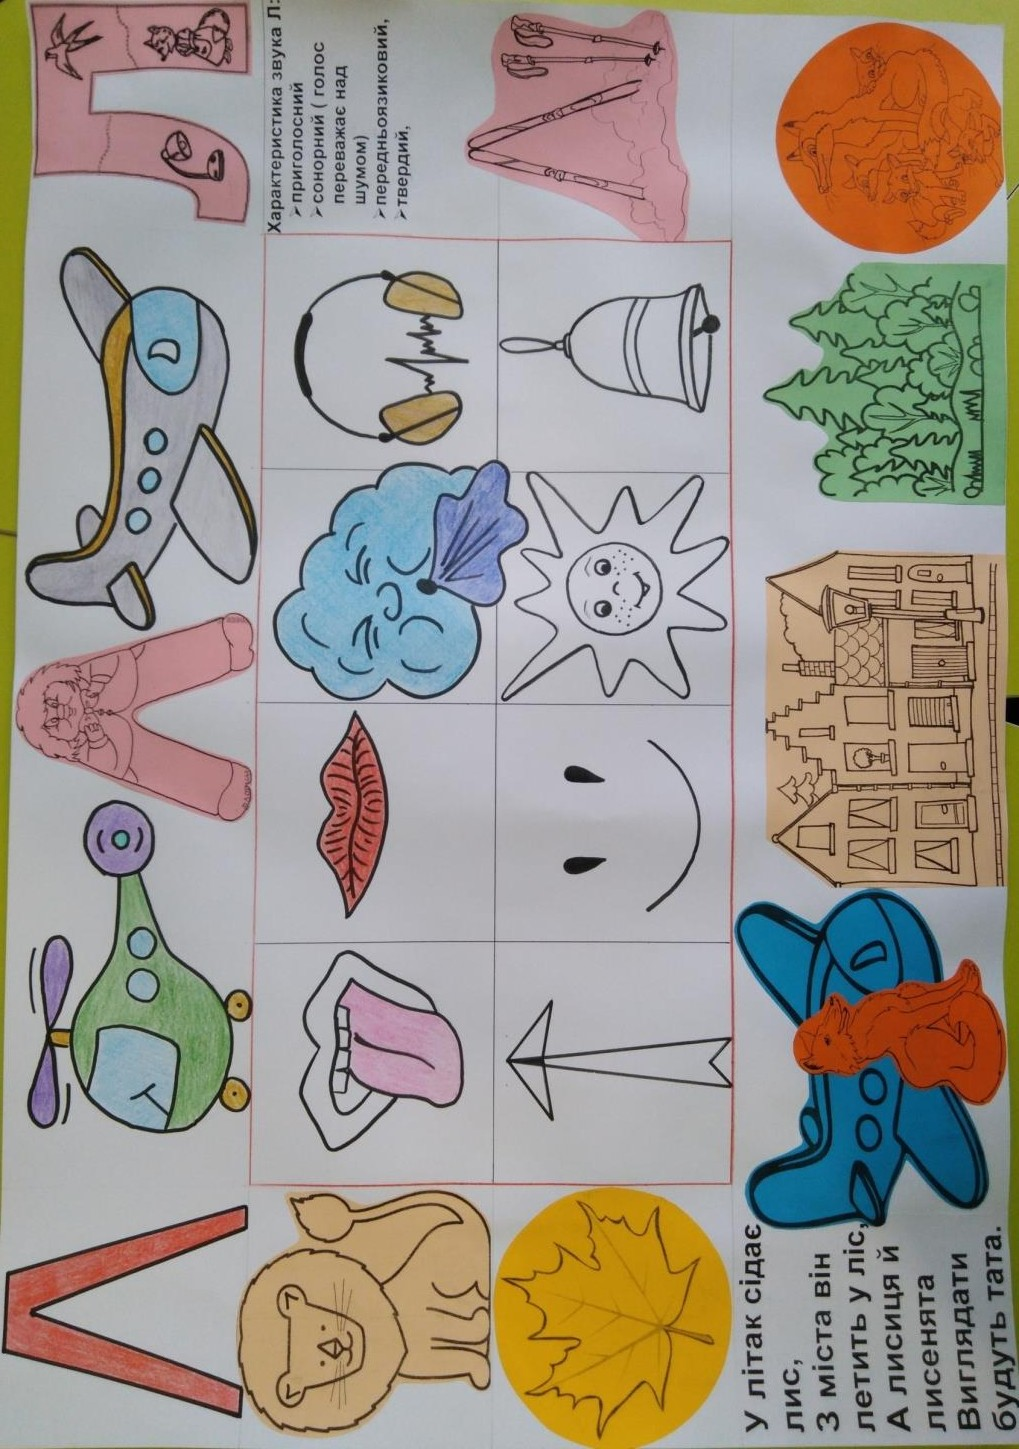 Л Л Л
Характеристика звука Л:
➢приголосний
➢сонорний ( голос
переважає над
шумом)
➢передньоязиковий,
➢твердий,
У літак сідає
лис,
З міста він
летить у ліс,
А лисиця й
лисенята
Виглядати
будуть тата.